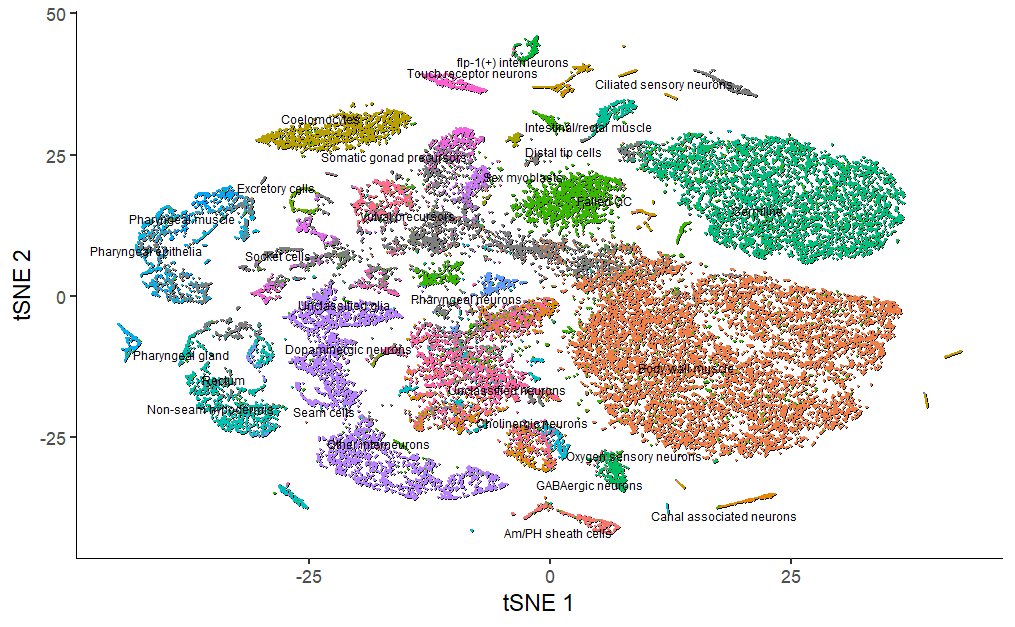 50
25
0
-25
tSNE 2
flp-1(+) interneurons
Touch receptor neurons
Ciliated sensory neurons
Coelomocytes
Intestinal/rectal muscle
Somatic gonad precursors
Distal tip cells
Sex myoblasts
Excretory cells
Failed QC
Vulval precursors
Germline
Pharyngeal muscle
Pharyngeal epithelia
Socket cells
Pharyngeal neurons
Unclassified glia
Dopaminergic neurons
Pharyngeal gland
Body wall muscle
Rectum
Unclassified neurons
Non-seam hypodermis
Seam cells
Cholinergic neurons
Other interneurons
Oxygen sensory neurons
GABAergic neurons
Canal associated neurons
Am/PH sheath cells
-25
0
25
tSNE 1